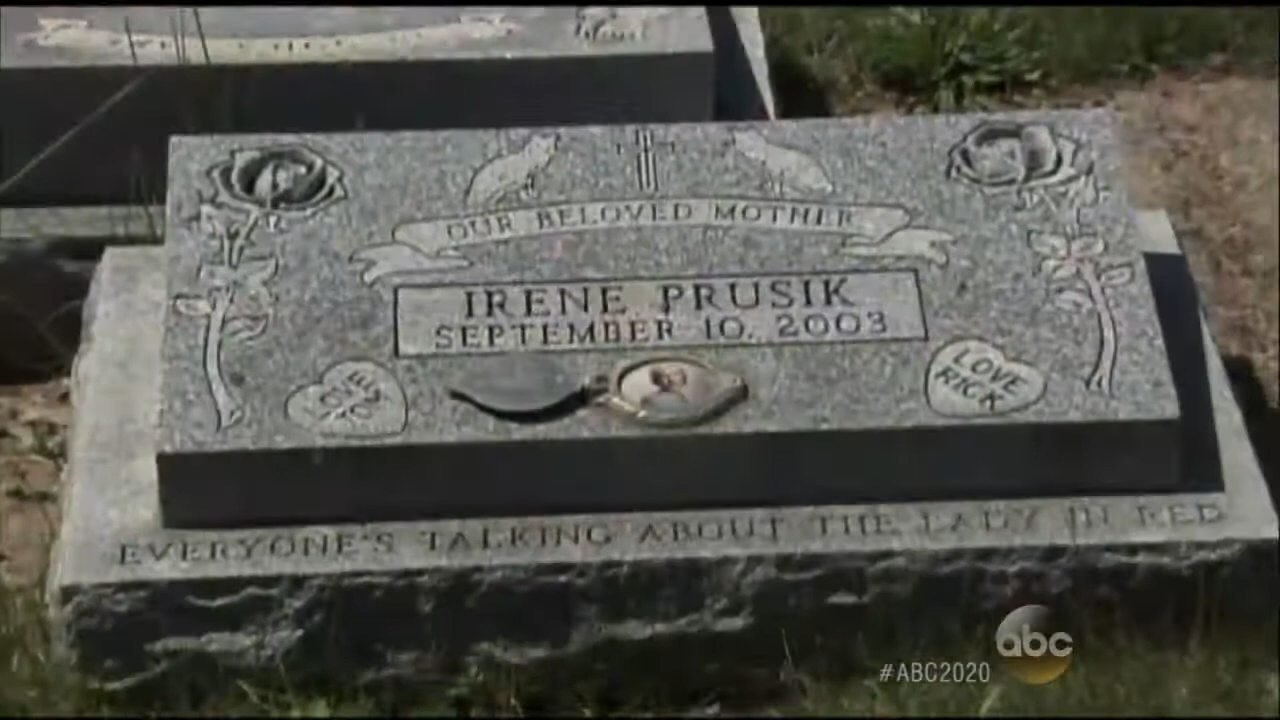 OUR BELOVED MOTHER
IRENE PRUSIK
SEPTEMBER 10, 2003
LOVE
LOVE
RICK
EVERYONE'S TALKING ABOUT THE LADY IN RED
abc
#ABC2020